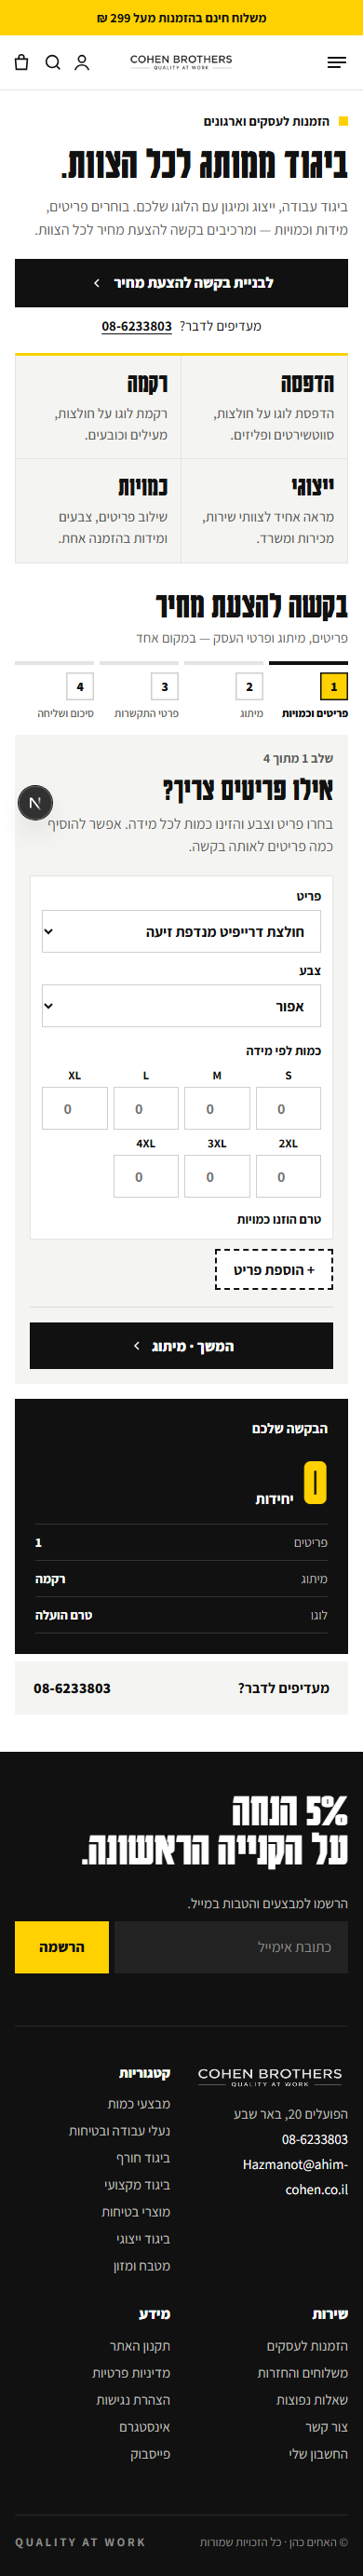 משלוח חינם בהזמנות מעל 299 ₪
COHEN BROTHERS
QUALITY AT WORK
הזמנות לעסקים וארגונים
ביגוד ממותג לכל הצוות.
ביגוד עבודה, ייצוג ומיגון עם הלוגו שלכם. בוחרים פריטים,
מידות וכמויות — ומרכיבים בקשה להצעת מחיר לכל הצוות.
לבניית בקשה להצעת מחיר
מעדיפים לדבר? 08-6233803
הדפסה
הדפסת לוגו על חולצות,
סווטשירטים ופליזים.
רקמה
רקמת לוגו על חולצות,
מעילים וכובעים.
ייצוגי
מראה אחיד לצוותי שירות,
מכירות ומשרד.
כמויות
שילוב פריטים, צבעים
ומידות בהזמנה אחת.
בקשה להצעת מחיר
פריטים, מיתוג ופרטי העסק — במקום אחד
1
פריטים וכמויות
2
מיתוג
3
פרטי התקשרות
4
סיכום ושליחה
שלב 1 מתוך 4
אילו פריטים צריך?
בחרו פריט וצבע והזינו כמות לכל מידה. אפשר להוסיף
כמה פריטים לאותה בקשה.
N
פריט
חולצת דרייפיט מנדפת זיעה
צבע
אפור
כמות לפי מידה
S M L XL
0 0 0 0
2XL 3XL 4XL
0 0 0
טרם הוזנו כמויות
+ הוספת פריט
המשך · מיתוג
הבקשה שלכם
0 יחידות
פריטים 1
מיתוג רקמה
לוגו טרם הועלה
מעדיפים לדבר? 08-6233803
5% הנחה
על הקנייה הראשונה.
הרשמו למבצעים והטבות במייל.
כתובת אימייל
הרשמה
COHEN BROTHERS
QUALITY AT WORK
הפועלים 20, באר שבע
08-6233803
Hazmanot@ahim-
cohen.co.il
קטגוריות
מבצעי כמות
נעלי עבודה ובטיחות
ביגוד חורף
ביגוד מקצועי
מוצרי בטיחות
ביגוד ייצוגי
מטבח ומזון
שירות
הזמנות לעסקים
משלוחים והחזרות
שאלות נפוצות
צור קשר
החשבון שלי
מידע
תקנון האתר
מדיניות פרטיות
הצהרת נגישות
אינסטגרם
פייסבוק
© האחים כהן · כל הזכויות שמורות
QUALITY AT WORK